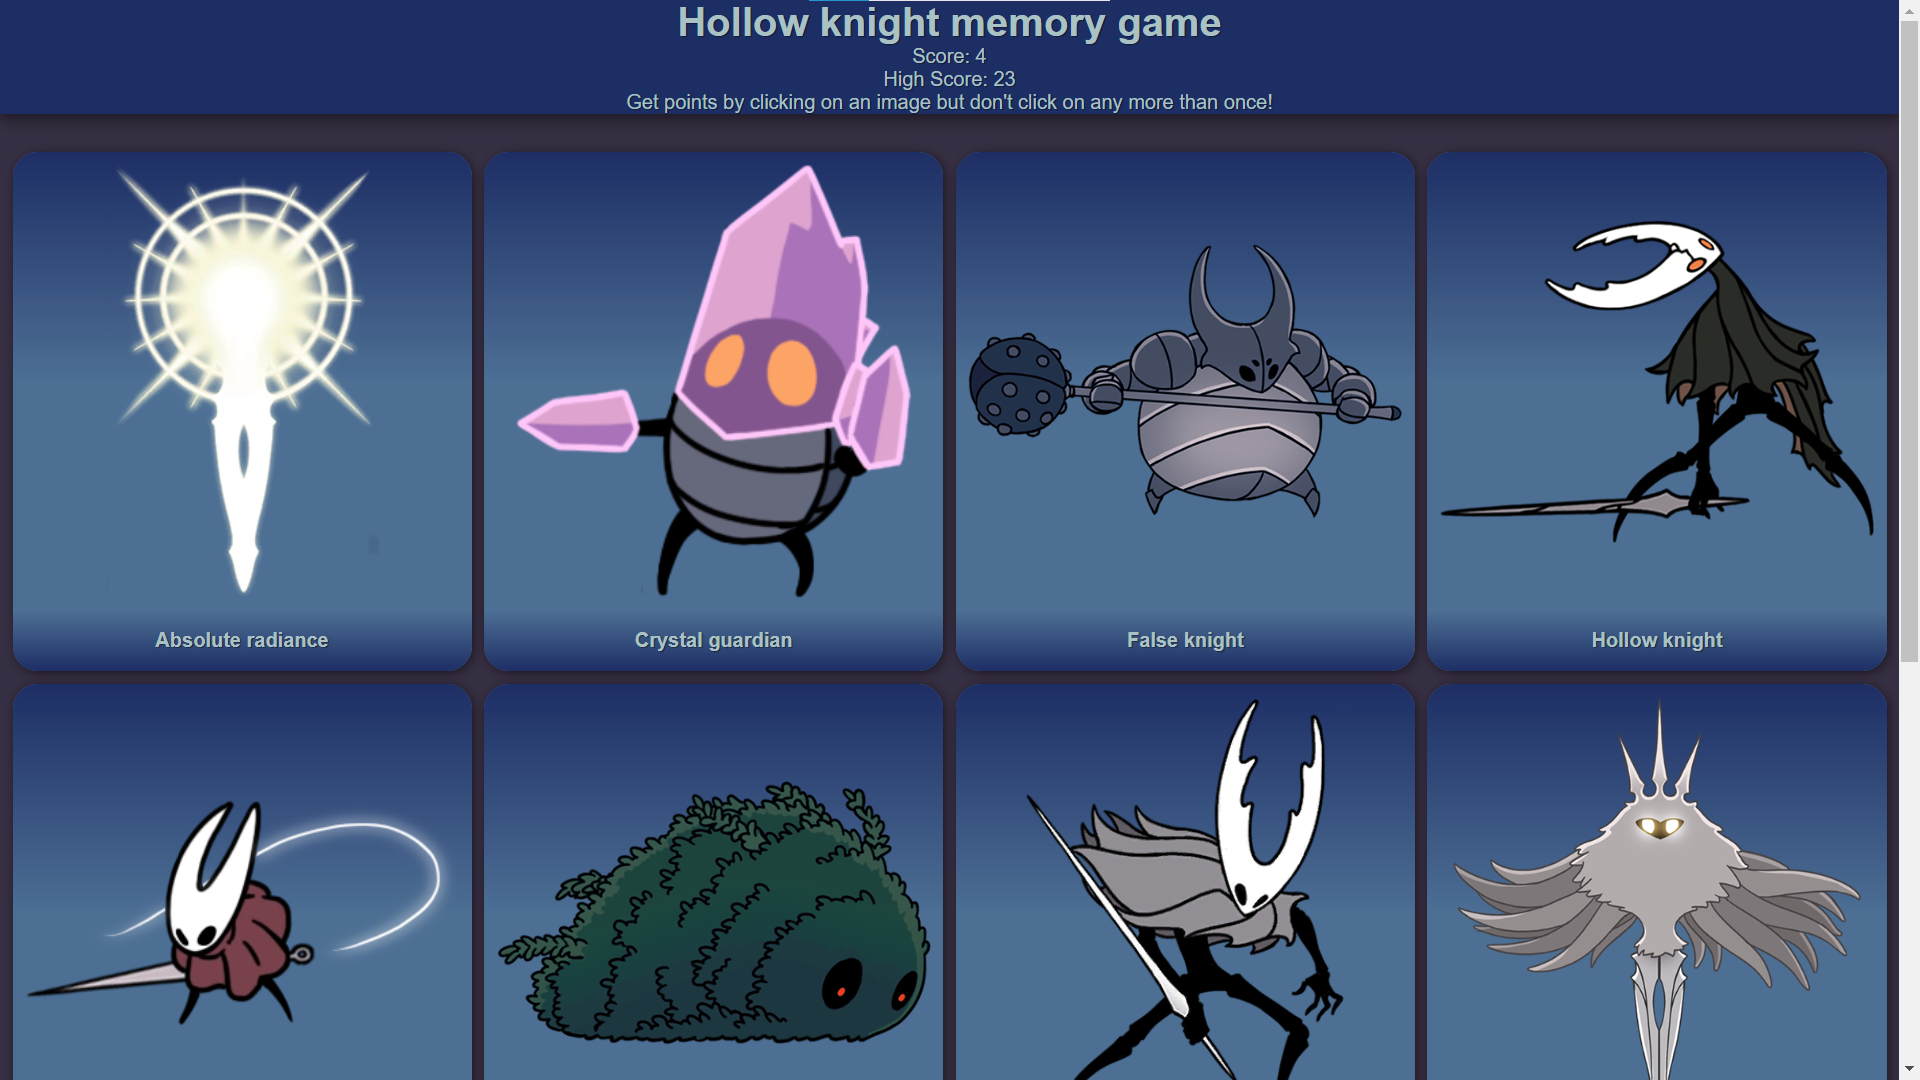 Hollow knight memory game
Score: 4
High Score: 23
Get points by clicking on an image but don't click on any more than once!
Absolute radiance
Crystal guardian
False knight
Hollow knight